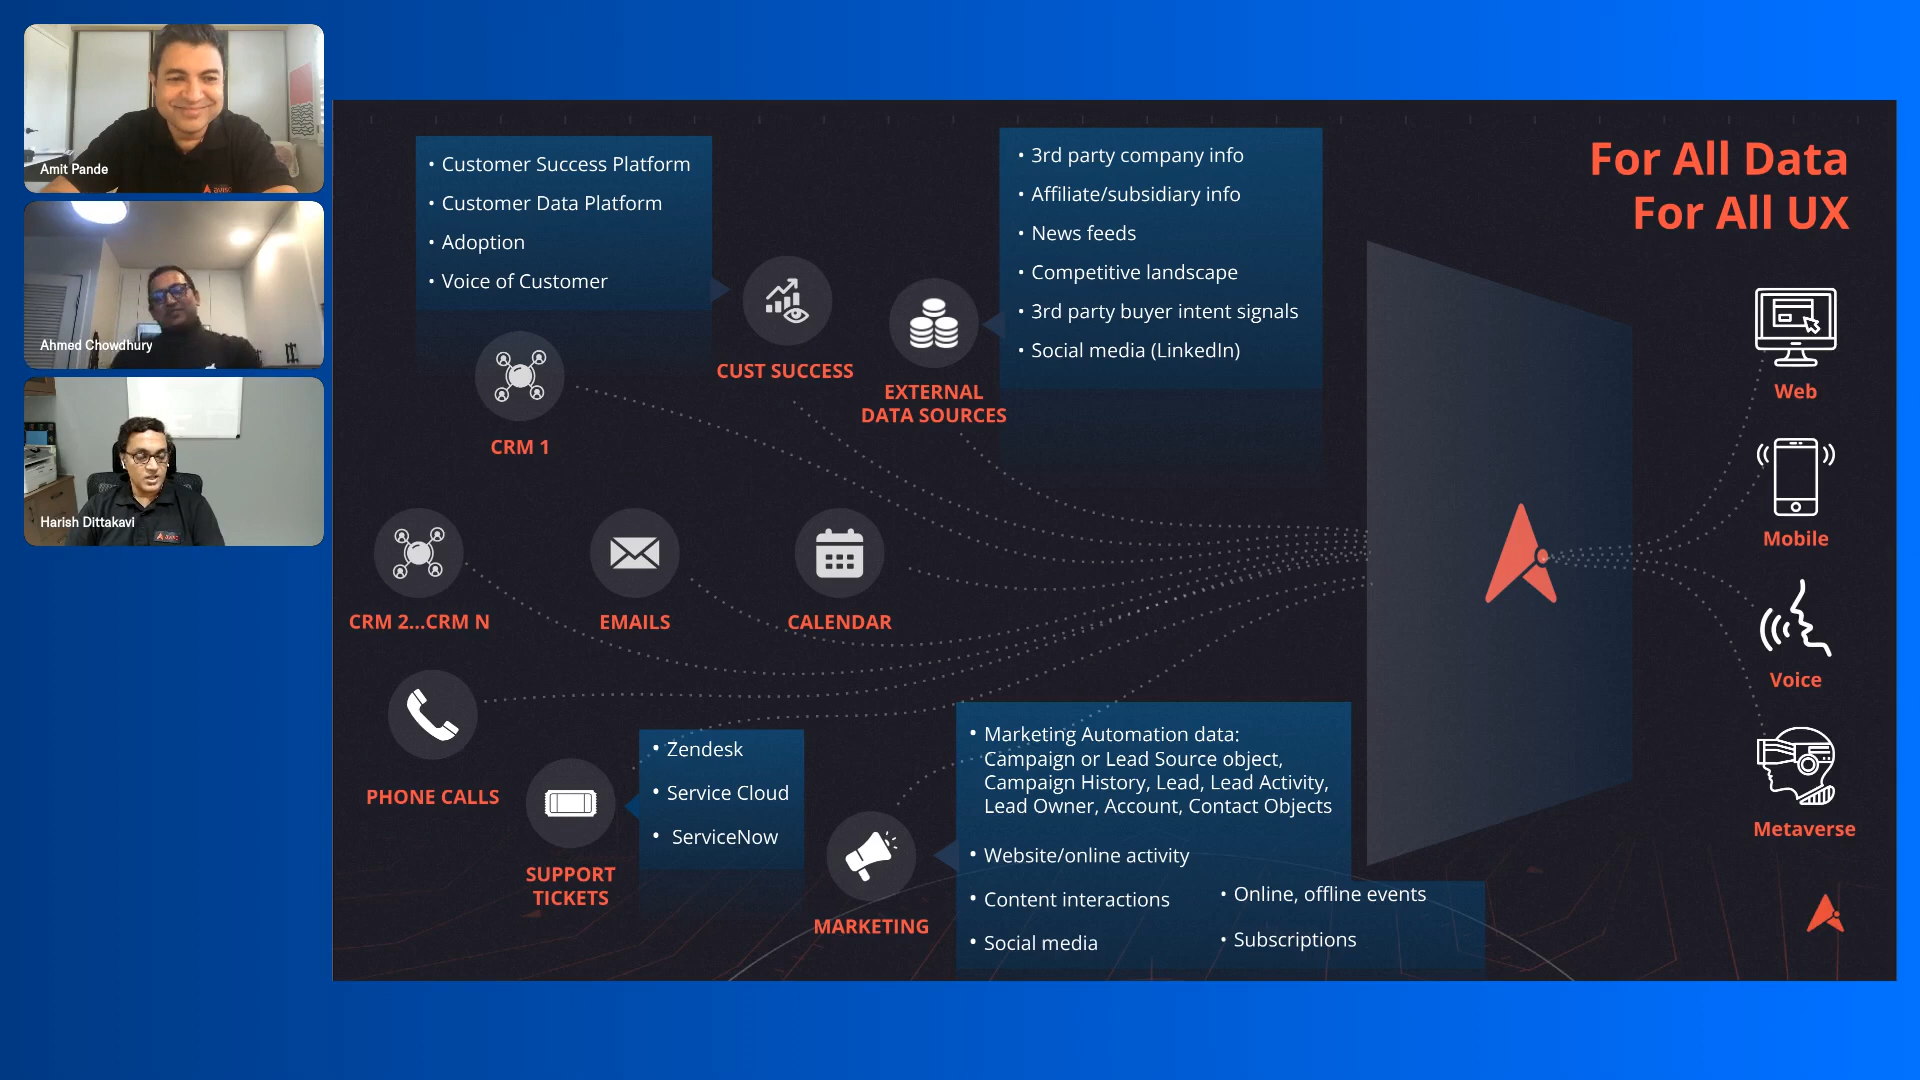 Amit Pande
Ahmed Chowdhury
Harish Dittakavi
For All Data
For All UX
• Customer Success Platform
• Customer Data Platform
• Adoption
• Voice of Customer
CUST SUCCESS
• 3rd party company info
• Affiliate/subsidiary info
• News feeds
• Competitive landscape
• 3rd party buyer intent signals
• Social media (LinkedIn)
EXTERNAL
DATA SOURCES
CRM 1
CRM 2...CRM N
EMAILS
CALENDAR
PHONE CALLS
SUPPORT
TICKETS
• Zendesk
• Service Cloud
• ServiceNow
MARKETING
• Marketing Automation data:
Campaign or Lead Source object,
Campaign History, Lead, Lead Activity,
Lead Owner, Account, Contact Objects
• Website/online activity
• Content interactions
• Social media
• Online, offline events
• Subscriptions
Web
Mobile
Voice
Metaverse